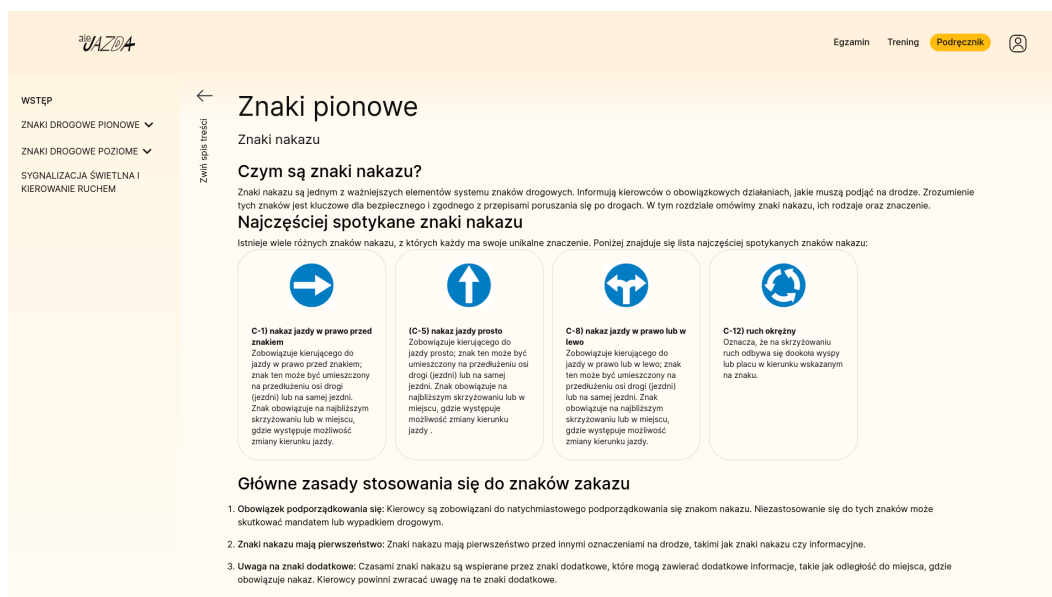 ale JAZDA
Egzamin
Trening
Podręcznik
WSTĘP
ZNAKI DROGOWE PIONOWE
ZNAKI DROGOWE POZIOME
SYGNALIZACJA ŚWIETLNA I
KIEROWANIE RUCHEM
Zwiń spis treści
Znaki pionowe
Znaki nakazu
Czym są znaki nakazu?
Znaki nakazu są jednym z ważniejszych elementów systemu znaków drogowych. Informują kierowców o obowiązkowych działaniach, jakie muszą podjąć na drodze. Zrozumienie
tych znaków jest kluczowe dla bezpiecznego i zgodnego z przepisami poruszania się po drogach. W tym rozdziale omówimy znaki nakazu, ich rodzaje oraz znaczenie.
Najczęściej spotykane znaki nakazu
Istnieje wiele różnych znaków nakazu, z których każdy ma swoje unikalne znaczenie. Poniżej znajduje się lista najczęściej spotykanych znaków nakazu:
C-1) nakaz jazdy w prawo przed
znakiem
Zobowiązuje kierującego do
jazdy w prawo przed znakiem;
znak ten może być umieszczony
na przedłużeniu osi drogi
(jezdni) lub na samej jezdni.
Znak obowiązuje na najbliższym
skrzyżowaniu lub w miejscu,
gdzie występuje możliwość
zmiany kierunku jazdy.
(C-5) nakaz jazdy prosto
Zobowiązuje kierującego do
jazdy prosto; znak ten może być
umieszczony na przedłużeniu osi
drogi (jezdni) lub na samej
jezdni. Znak obowiązuje na
najbliższym skrzyżowaniu lub w
miejscu, gdzie występuje
możliwość zmiany kierunku
jazdy .
C-8) nakaz jazdy w prawo lub w
lewo
Zobowiązuje kierującego do
jazdy w prawo lub w lewo; znak
ten może być umieszczony na
przedłużeniu osi drogi (jezdni)
lub na samej jezdni. Znak
obowiązuje na najbliższym
skrzyżowaniu lub w miejscu,
gdzie występuje możliwość
zmiany kierunku jazdy.
C-12) ruch okrężny
Oznacza, że na skrzyżowaniu
ruch odbywa się dookoła wyspy
lub placu w kierunku wskazanym
na znaku.
Główne zasady stosowania się do znaków zakazu
1. Obowiązek podporządkowania się: Kierowcy są zobowiązani do natychmiastowego podporządkowania się znakom nakazu. Niezastosowanie się do tych znaków może
skutkować mandatem lub wypadkiem drogowym.
2. Znaki nakazu mają pierwszeństwo: Znaki nakazu mają pierwszeństwo przed innymi oznaczeniami na drodze, takimi jak znaki nakazu czy informacyjne.
3. Uwaga na znaki dodatkowe: Czasami znaki nakazu są wspierane przez znaki dodatkowe, które mogą zawierać dodatkowe informacje, takie jak odległość do miejsca, gdzie
obowiązuje nakaz. Kierowcy powinni zwracać uwagę na te znaki dodatkowe.